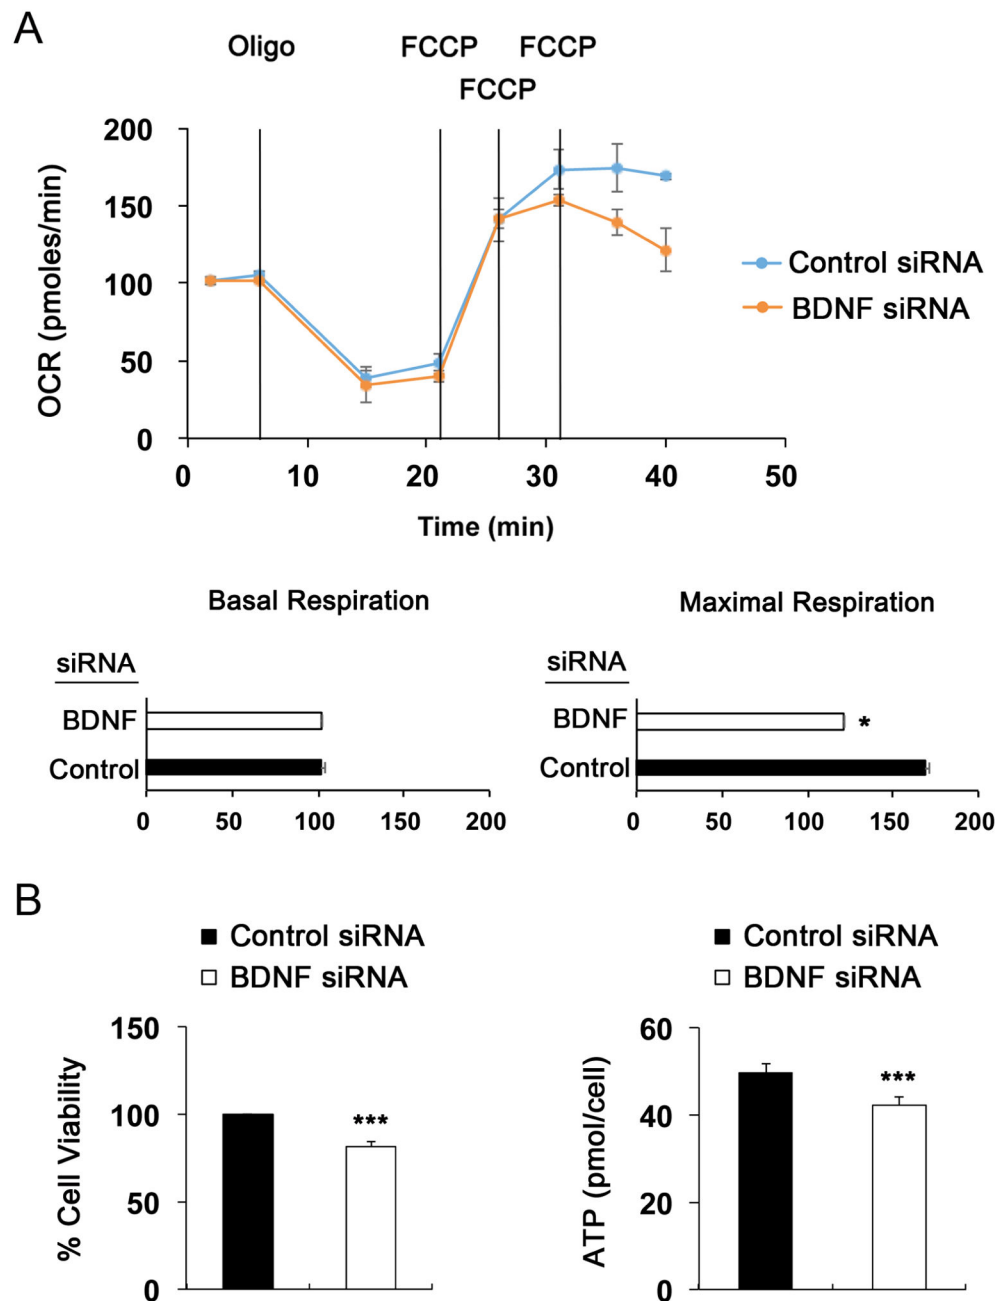 A
Oligo FCCP FCCP
FCCP
200
150
100
50
0
OCR (pmoles/min)
0 10 20 30 40 50
Time (min)
Control siRNA
BDNF siRNA
Basal Respiration
siRNA
BDNF
Control
0 50 100 150 200
Maximal Respiration
siRNA
BDNF *
Control
0 50 100 150 200
B
Control siRNA
BDNF siRNA
150
100
50
0
% Cell Viability
***
Control siRNA
BDNF siRNA
60
40
20
0
ATP (pmol/cell)
***